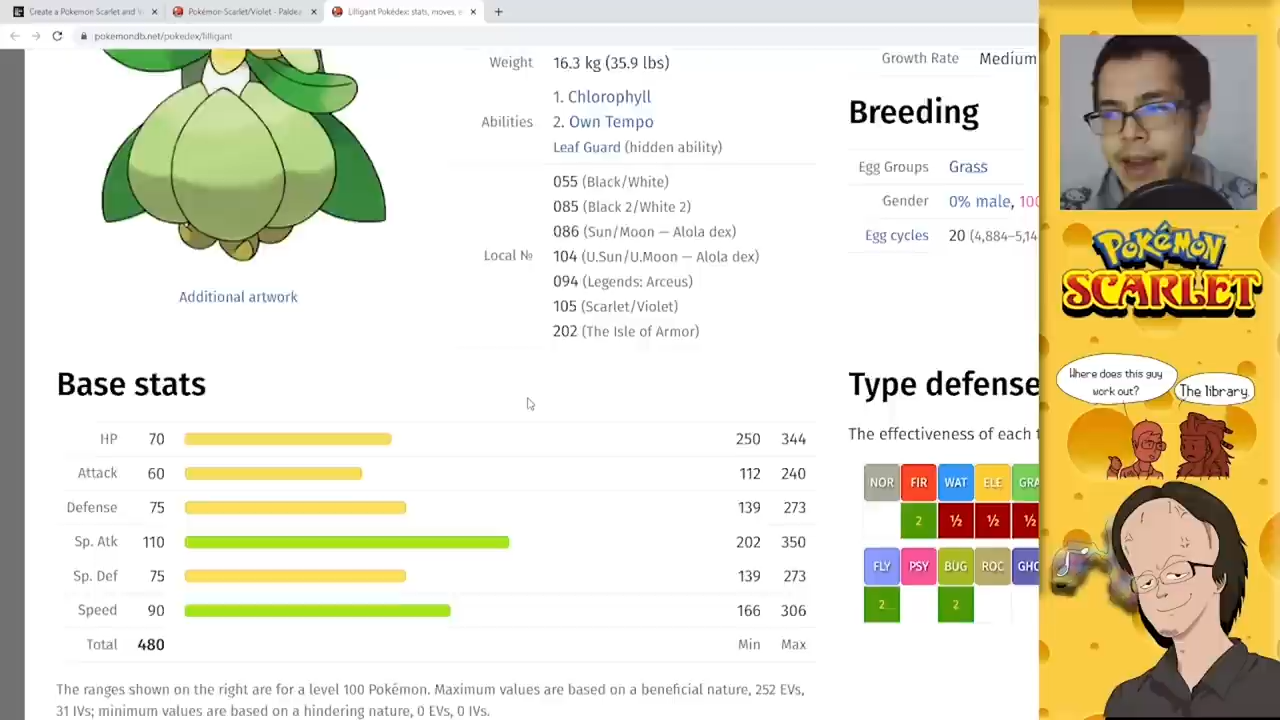 Create a Pokemon Scarlet and V
Pokémon Scarlet/Violet - Paldea
Lilligant Pokédex: stats, moves, e
pokemondb.net/pokedex/lilligant
Weight 16.3 kg (35.9 lbs)
Abilities
1. Chlorophyll
2. Own Tempo
Leaf Guard (hidden ability)
Local №
055 (Black/White)
085 (Black 2/White 2)
086 (Sun/Moon — Alola dex)
104 (U.Sun/U.Moon — Alola dex)
094 (Legends: Arceus)
105 (Scarlet/Violet)
202 (The Isle of Armor)
Additional artwork
Growth Rate Medium
Breeding
Egg Groups Grass
Gender 0% male, 100
Egg cycles 20 (4,884–5,14
Base stats
HP 70 250 344
Attack 60 112 240
Defense 75 139 273
Sp. Atk 110 202 350
Sp. Def 75 139 273
Speed 90 166 306
Total 480 Min Max
The ranges shown on the right are for a level 100 Pokémon. Maximum values are based on a beneficial nature, 252 EVs,
31 IVs; minimum values are based on a hindering nature, 0 EVs, 0 IVs.
Type defense
The effectiveness of each t
NOR FIR WAT ELE GRA
2 ½ ½ ½
FLY PSY BUG ROC GHO
2 2
POKéMON
SCARLET
Where does this guy
work out?
The library.